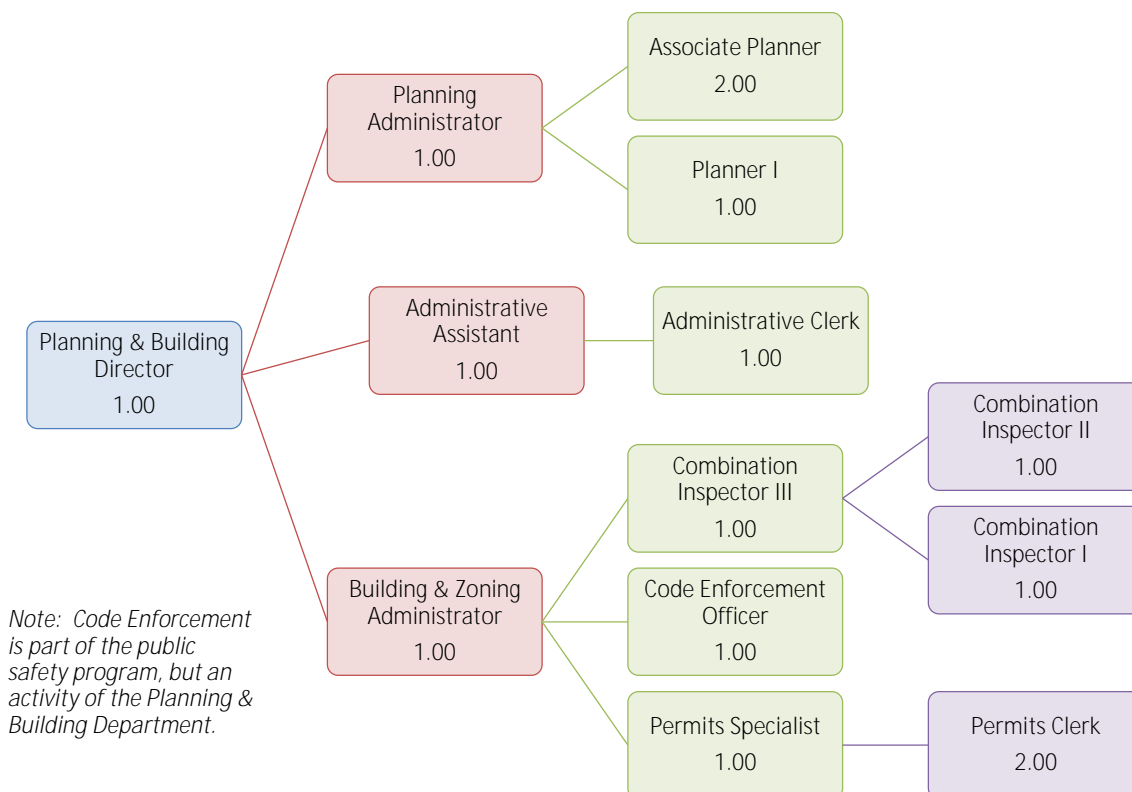 Associate Planner
2.00
Planning
Administrator
1.00
Planner I
1.00
Administrative
Assistant
1.00
Administrative Clerk
1.00
Planning & Building
Director
1.00
Combination
Inspector II
1.00
Combination
Inspector III
1.00
Combination
Inspector I
1.00
Building & Zoning
Administrator
1.00
Code Enforcement
Officer
1.00
Note: Code Enforcement
is part of the public
safety program, but an
activity of the Planning &
Building Department.
Permits Specialist
1.00
Permits Clerk
2.00